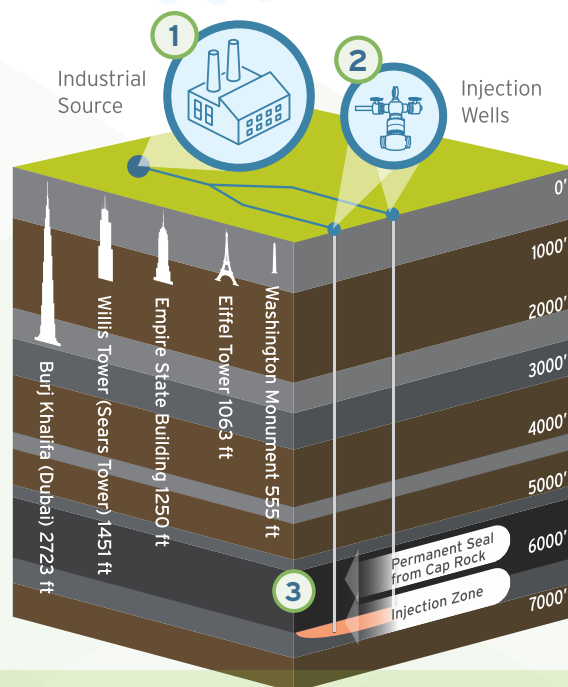 1
Industrial
Source
2
Injection
Wells
0'
1000'
2000'
3000'
4000'
5000'
6000'
7000'
Burj Khalifa (Dubai) 2723 ft
Willis Tower (Sears Tower) 1451 ft
Empire State Building 1250 ft
Eiffel Tower 1063 ft
Washington Monument 555 ft
3
Permanent Seal
from Cap Rock
Injection Zone